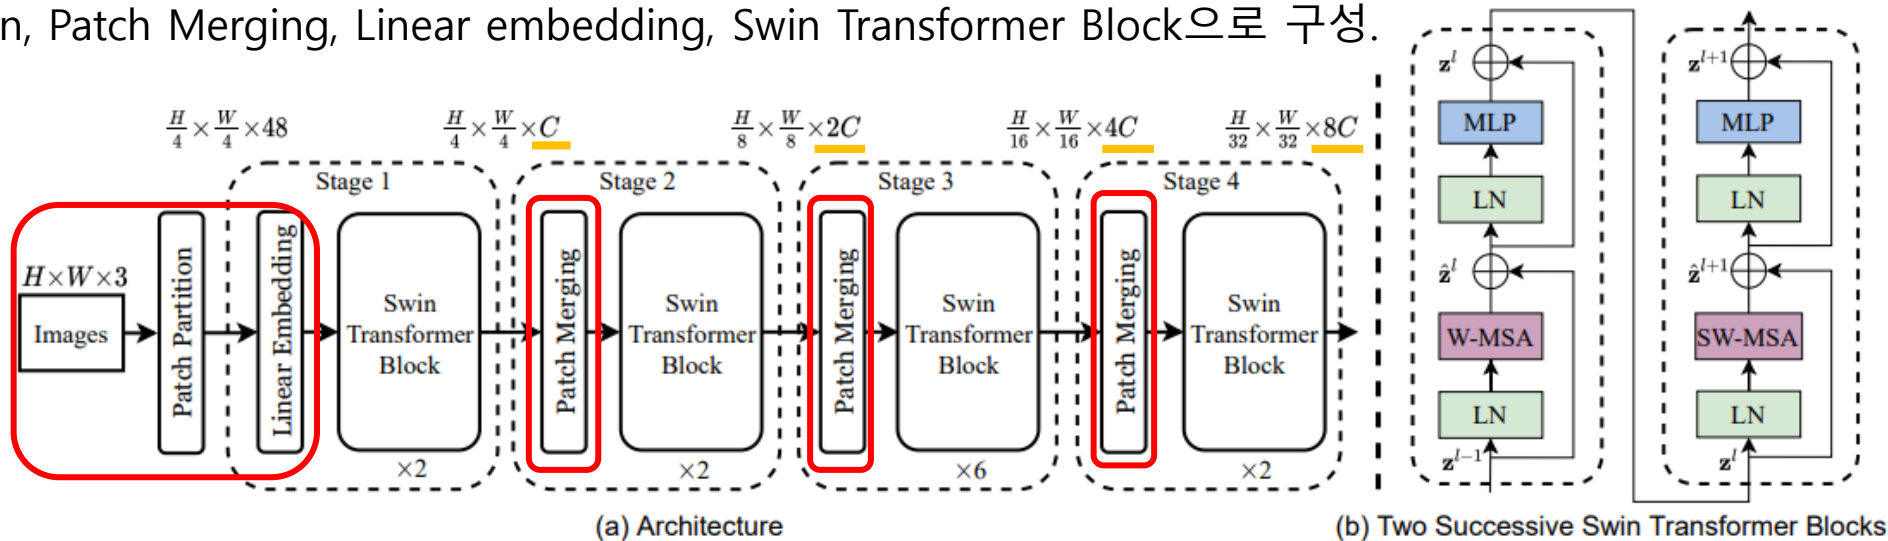 n, Patch Merging, Linear embedding, Swin Transformer Block으로 구성.
H/4 × W/4 × 48
H/4 × W/4 × C
H/8 × W/8 × 2C
H/16 × W/16 × 4C
H/32 × W/32 × 8C
H×W×3
Images
Patch Partition
Stage 1
Linear Embedding
Swin
Transformer
Block
×2
Stage 2
Patch Merging
Swin
Transformer
Block
×2
Stage 3
Patch Merging
Swin
Transformer
Block
×6
Stage 4
Patch Merging
Swin
Transformer
Block
×2
(a) Architecture
z^l
MLP
LN
ẑ^l
W-MSA
LN
z^{l-1}
z^{l+1}
MLP
LN
ẑ^{l+1}
SW-MSA
LN
z^l
(b) Two Successive Swin Transformer Blocks